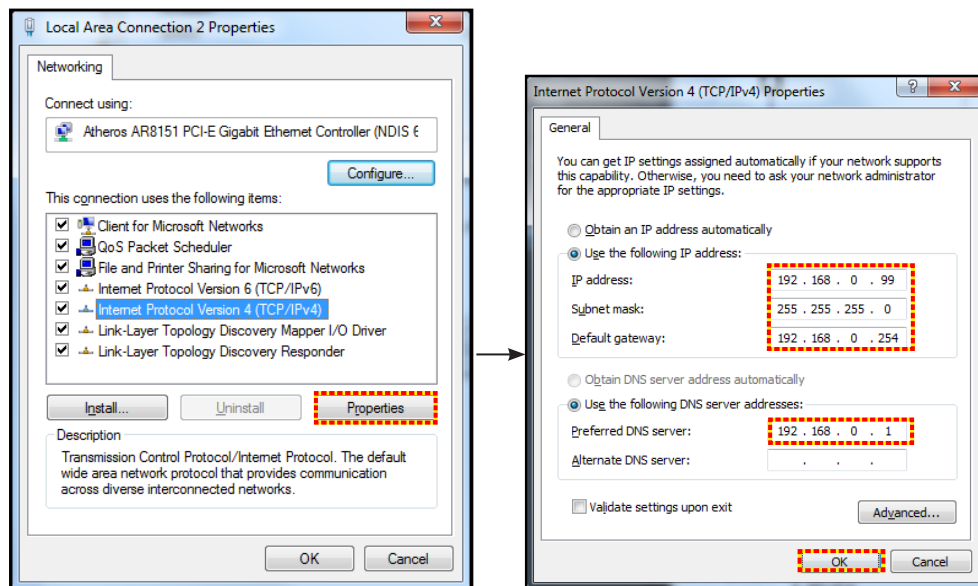 Local Area Connection 2 Properties
Networking
Connect using:
Atheros AR8151 PCI-E Gigabit Ethernet Controller (NDIS 6
Configure...
This connection uses the following items:
Client for Microsoft Networks
QoS Packet Scheduler
File and Printer Sharing for Microsoft Networks
Internet Protocol Version 6 (TCP/IPv6)
Internet Protocol Version 4 (TCP/IPv4)
Link-Layer Topology Discovery Mapper I/O Driver
Link-Layer Topology Discovery Responder
Install...
Uninstall
Properties
Description
Transmission Control Protocol/Internet Protocol. The default
wide area network protocol that provides communication
across diverse interconnected networks.
OK
Cancel
Internet Protocol Version 4 (TCP/IPv4) Properties
General
You can get IP settings assigned automatically if your network supports
this capability. Otherwise, you need to ask your network administrator
for the appropriate IP settings.
Obtain an IP address automatically
Use the following IP address:
IP address: 192 . 168 . 0 . 99
Subnet mask: 255 . 255 . 255 . 0
Default gateway: 192 . 168 . 0 . 254
Obtain DNS server address automatically
Use the following DNS server addresses:
Preferred DNS server: 192 . 168 . 0 . 1
Alternate DNS server: . . .
Validate settings upon exit
Advanced...
OK
Cancel